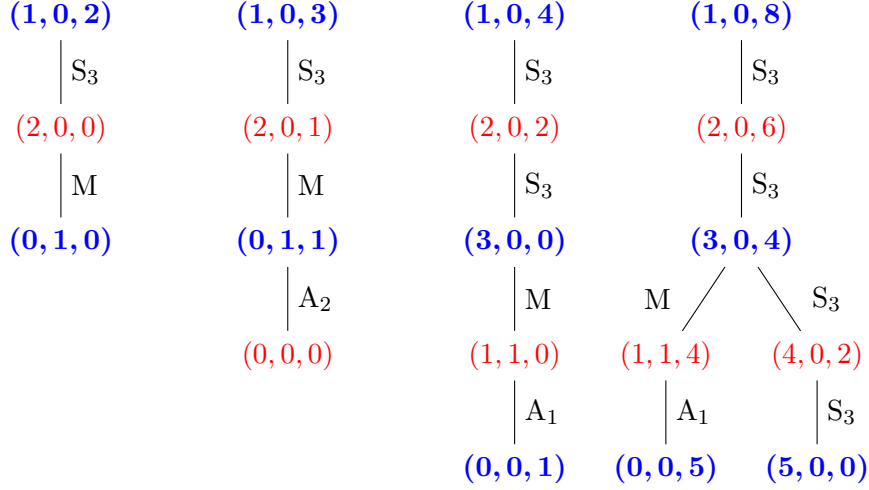 (1, 0, 2) (1, 0, 3) (1, 0, 4) (1, 0, 8)
S₃ S₃ S₃ S₃
(2, 0, 0) (2, 0, 1) (2, 0, 2) (2, 0, 6)
M M S₃ S₃
(0, 1, 0) (0, 1, 1) (3, 0, 0) (3, 0, 4)
A₂ M M S₃
(0, 0, 0) (1, 1, 0) (1, 1, 4) (4, 0, 2)
A₁ A₁ S₃
(0, 0, 1) (0, 0, 5) (5, 0, 0)